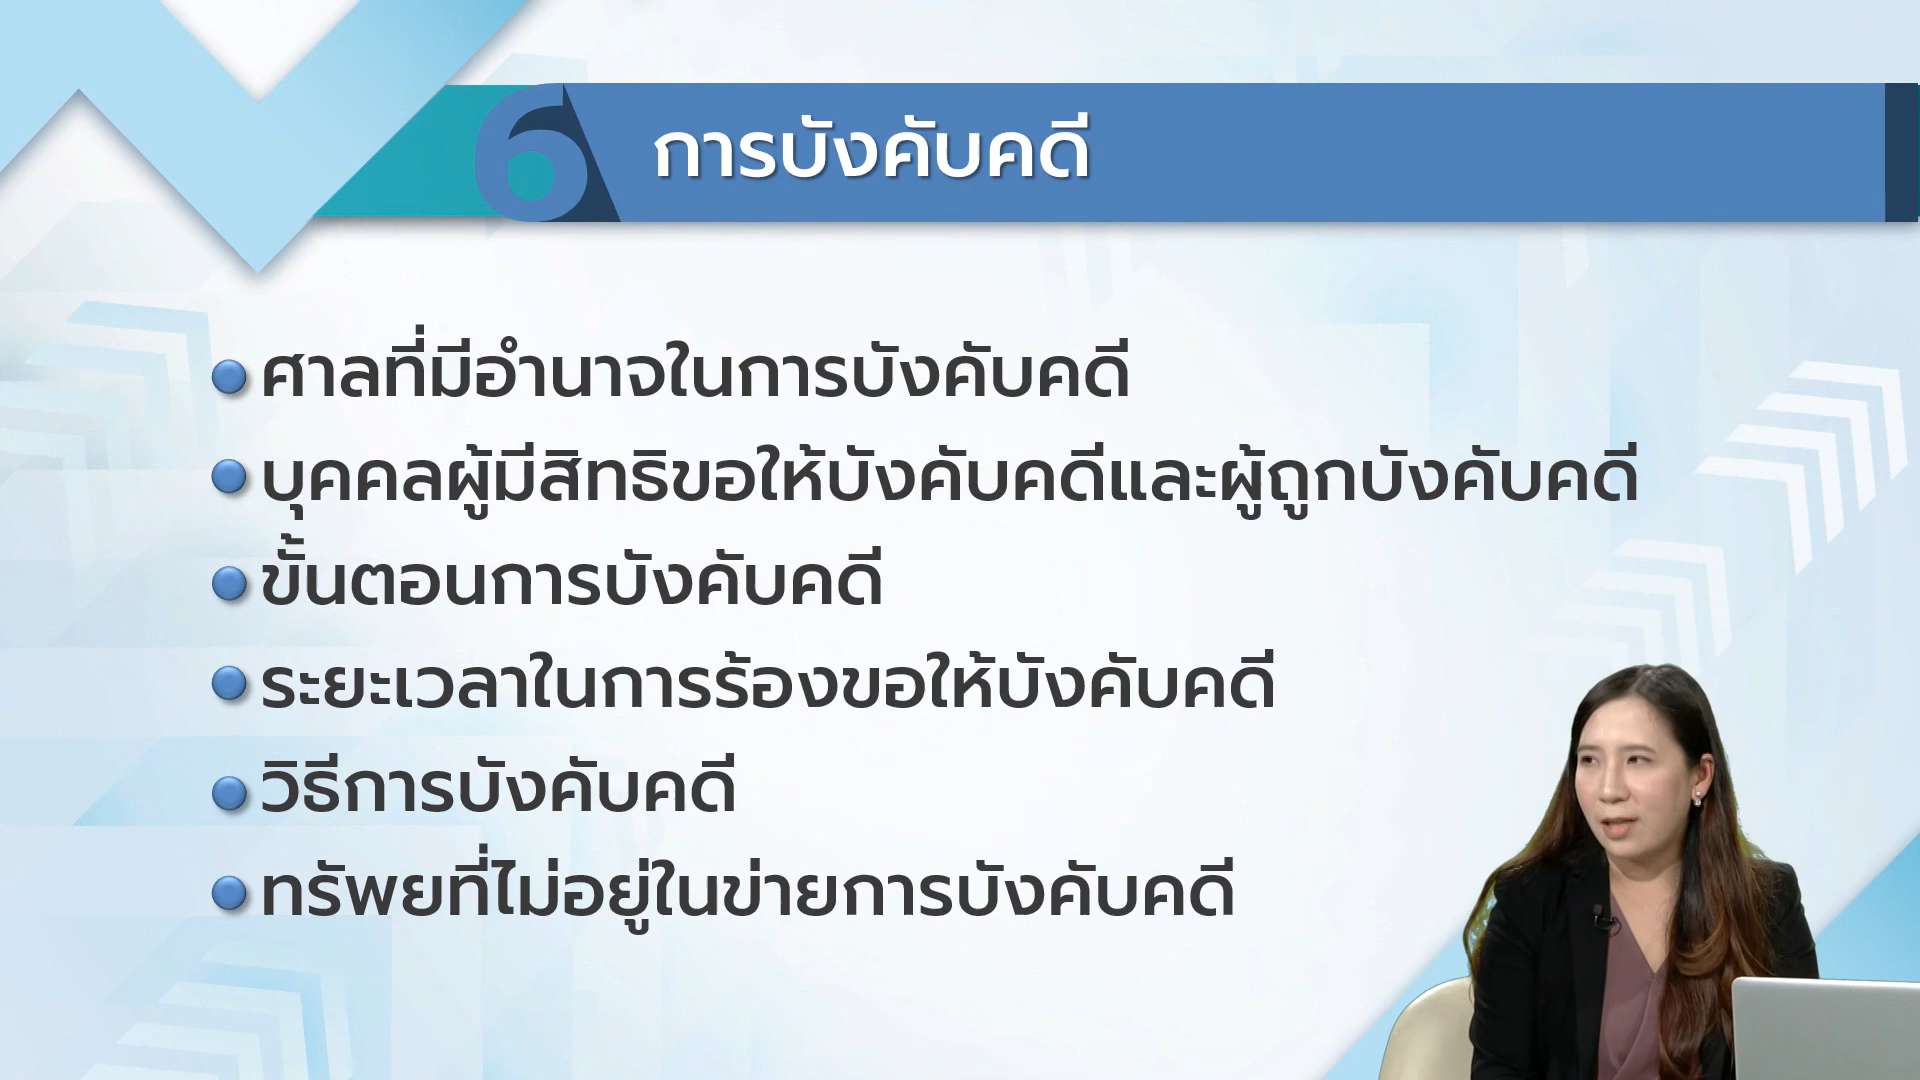 6 การบังคับคดี
ศาลที่มีอำนาจในการบังคับคดี
บุคคลผู้มีสิทธิขอให้บังคับคดีและผู้ถูกบังคับคดี
ขั้นตอนการบังคับคดี
ระยะเวลาในการร้องขอให้บังคับคดี
วิธีการบังคับคดี
ทรัพยที่ไม่อยู่ในข่ายการบังคับคดี